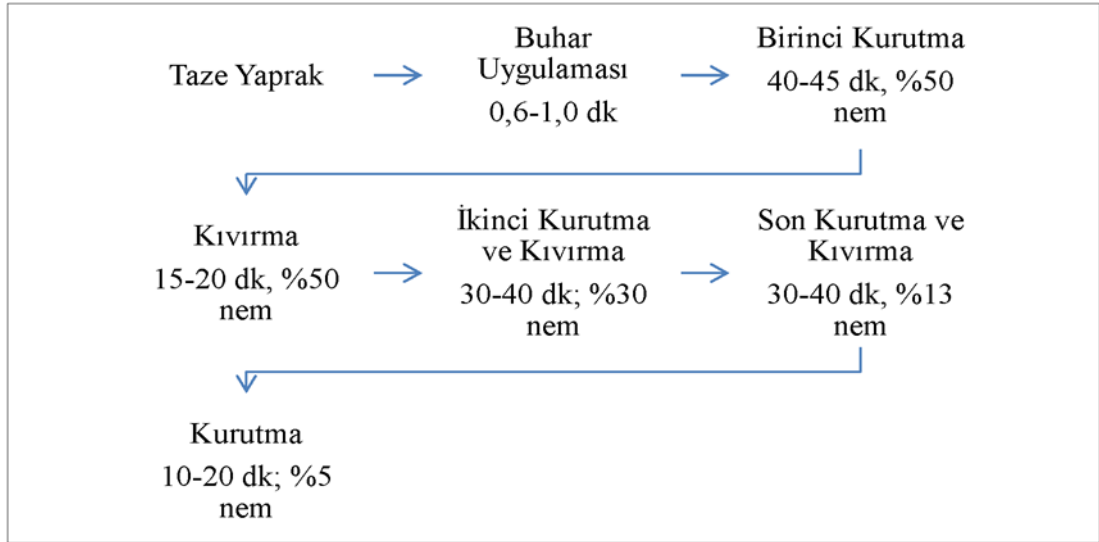 Taze Yaprak
Buhar
Uygulaması
0,6-1,0 dk
Birinci Kurutma
40-45 dk, %50
nem
Kıvırma
15-20 dk, %50
nem
İkinci Kurutma
ve Kıvırma
30-40 dk; %30
nem
Son Kurutma ve
Kıvırma
30-40 dk, %13
nem
Kurutma
10-20 dk; %5
nem